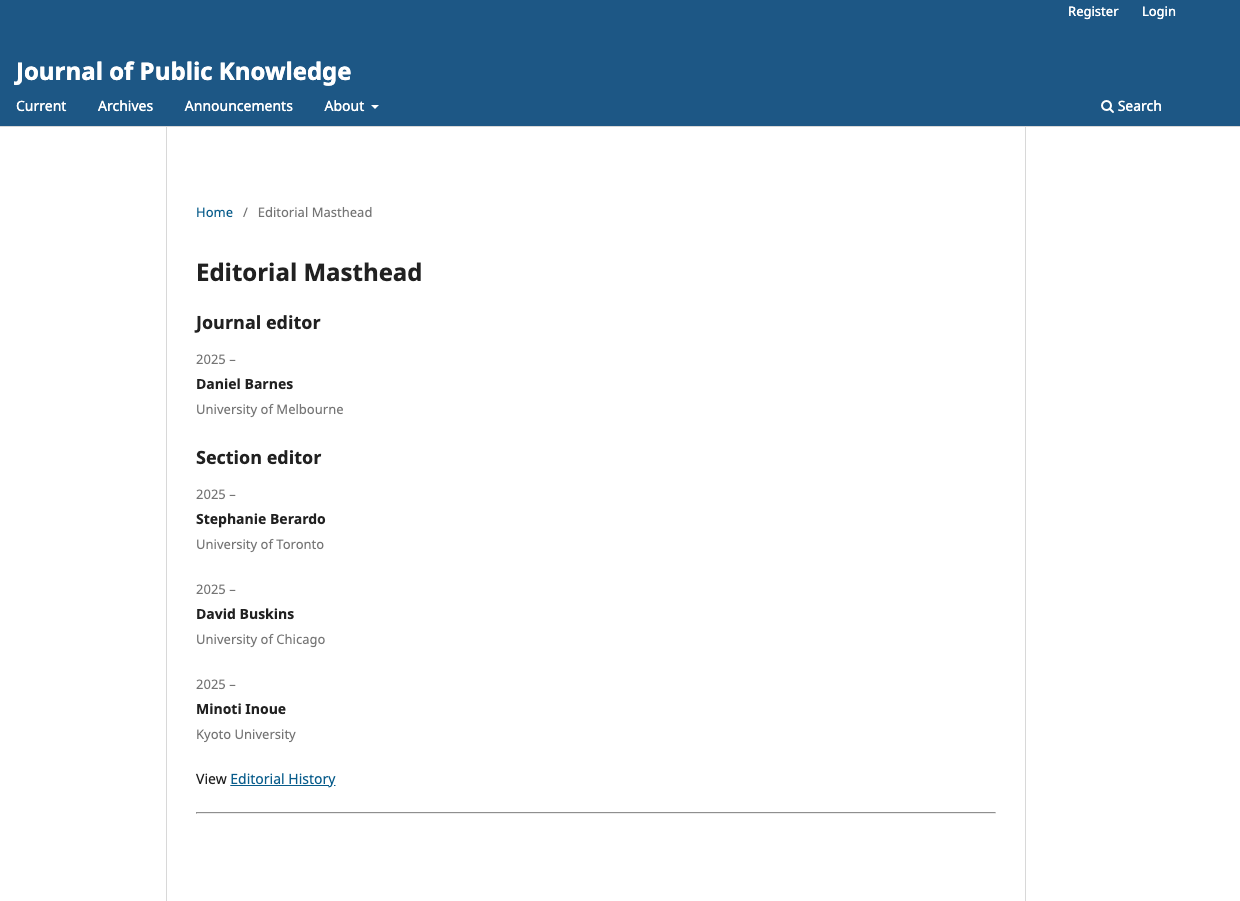 Register Login
Journal of Public Knowledge
Current Archives Announcements About Search
Home / Editorial Masthead
Editorial Masthead
Journal editor
2025 –
Daniel Barnes
University of Melbourne
Section editor
2025 –
Stephanie Berardo
University of Toronto
2025 –
David Buskins
University of Chicago
2025 –
Minoti Inoue
Kyoto University
View Editorial History